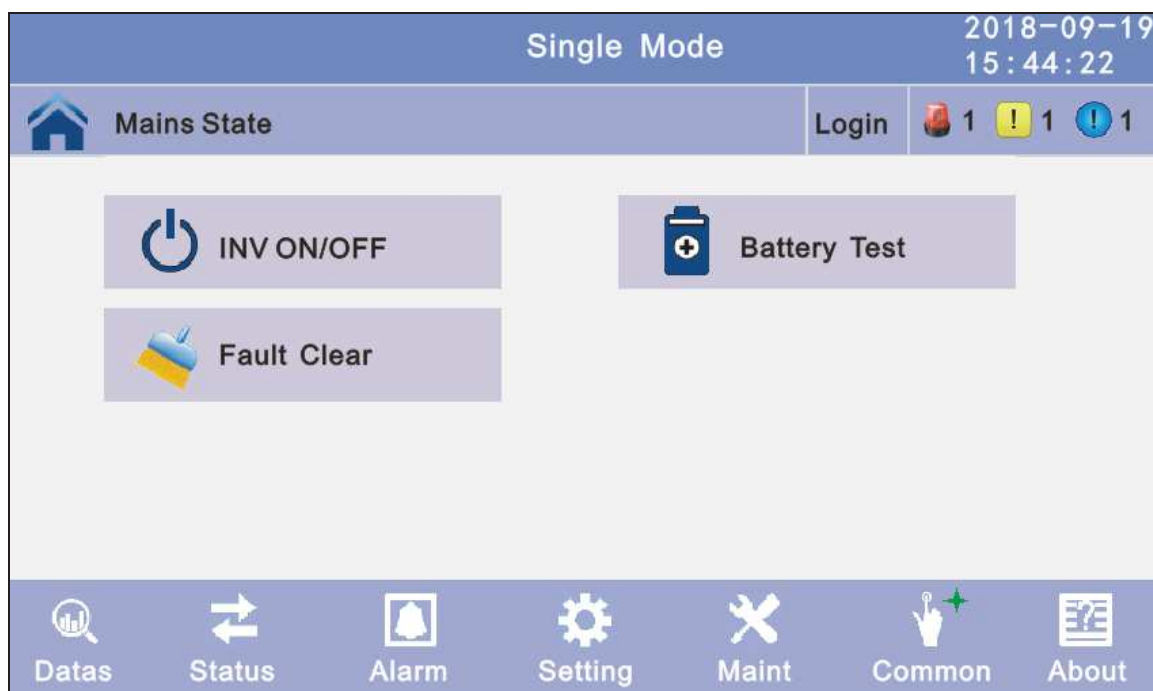 Single Mode
2018-09-19
15:44:22
Mains State
Login
1
! 1
! 1
INV ON/OFF
Battery Test
Fault Clear
Datas
Status
Alarm
Setting
Maint
Common
?
About